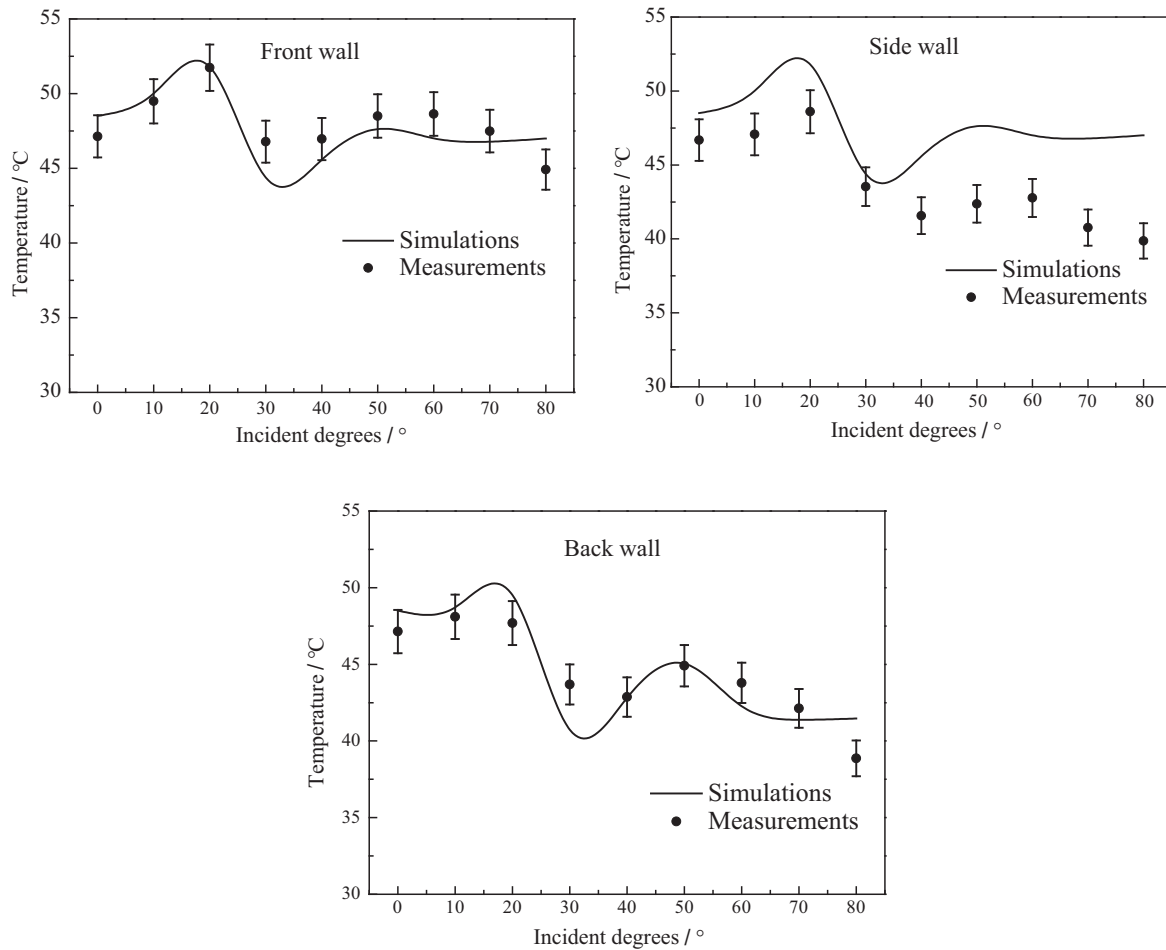 Front wall
55
50
45
40
35
30
Temperature / °C
Simulations
Measurements
0 10 20 30 40 50 60 70 80
Incident degrees / °
Side wall
55
50
45
40
35
30
Temperature / °C
Simulations
Measurements
0 10 20 30 40 50 60 70 80
Incident degrees / °
Back wall
55
50
45
40
35
30
Temperature / °C
Simulations
Measurements
0 10 20 30 40 50 60 70 80
Incident degrees / °